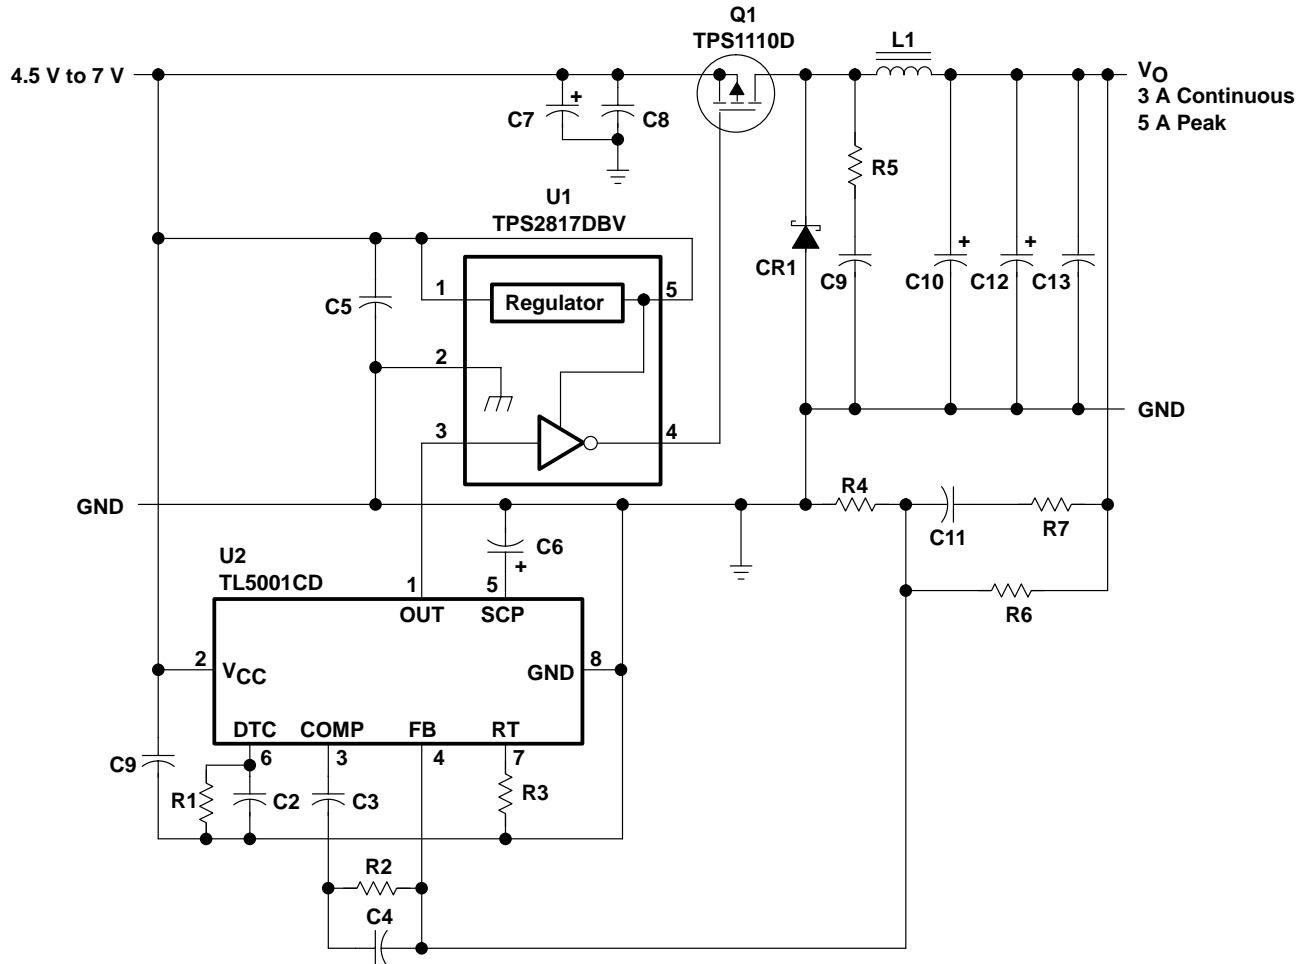 Q1
TPS1110D
L1
4.5 V to 7 V
VO
3 A Continuous
5 A Peak
C7
+
C8
R5
U1
TPS2817DBV
CR1
C9
C10
+
C12
+
C13
C5
1
Regulator
5
2
3
4
GND
GND
R4
C11
R7
C6
+
R6
U2
TL5001CD
1
5
OUT
SCP
2
VCC
GND
8
DTC
COMP
FB
RT
6
3
4
7
C9
R1
C2
C3
R3
R2
C4